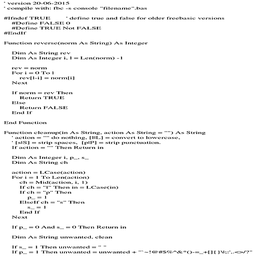 ' version 20-06-2015
' compile with: fbc -s console "filename".bas
#Ifndef TRUE ' define true and false for older freebasic versions
#Define FALSE 0
#Define TRUE Not FALSE
#EndIf
Function reverse(norm As String) As Integer
Dim As String rev
Dim As Integer i, l = Len(norm) -1
rev = norm
For i = 0 To l
rev[l-i] = norm[i]
Next
If norm = rev Then
Return TRUE
Else
Return FALSE
End If
End Function
Function cleanup(in As String, action As String = "") As String
' action = "" do nothing, [l|L] = convert to lowercase,
' [s|S] = strip spaces, [p|P] = strip punctuation.
If action = "" Then Return in
Dim As Integer i, p_, s_
Dim As String ch
action = LCase(action)
For i = 1 To Len(action)
ch = Mid(action, i, 1)
If ch = "l" Then in = LCase(in)
If ch = "p" Then
p_ = 1
ElseIf ch = "s" Then
s_ = 1
End If
Next
If p_ = 0 And s_ = 0 Then Return in
Dim As String unwanted, clean
If s_ = 1 Then unwanted = " "
If p_ = 1 Then unwanted = unwanted +